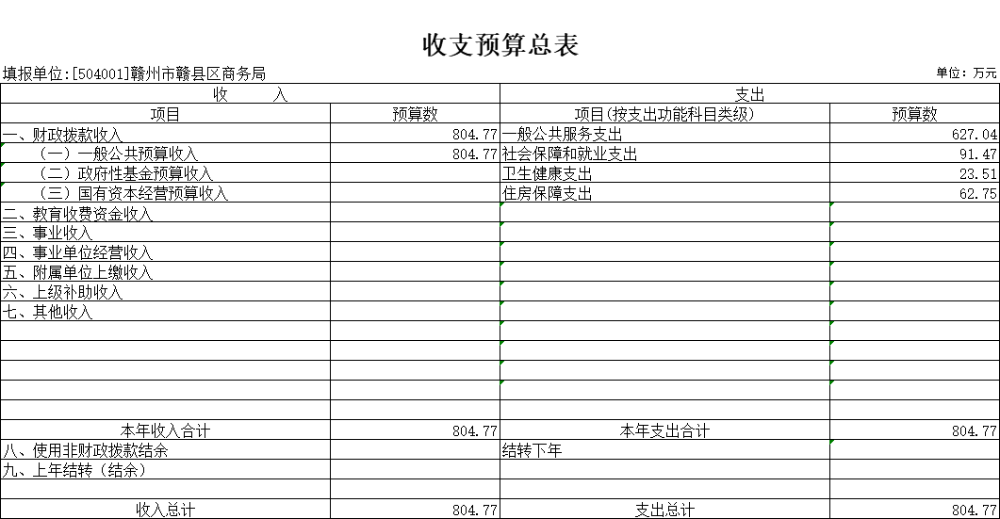 收支预算总表
填报单位:[504001]赣州市赣县区商务局 单位：万元
收 入 支出
项目 预算数 项目(按支出功能科目类级) 预算数
一、财政拨款收入 804.77 一般公共服务支出 627.04
（一）一般公共预算收入 804.77 社会保障和就业支出 91.47
（二）政府性基金预算收入 卫生健康支出 23.51
（三）国有资本经营预算收入 住房保障支出 62.75
二、教育收费资金收入
三、事业收入
四、事业单位经营收入
五、附属单位上缴收入
六、上级补助收入
七、其他收入
本年收入合计 804.77 本年支出合计 804.77
八、使用非财政拨款结余 结转下年
九、上年结转（结余）
收入总计 804.77 支出总计 804.77